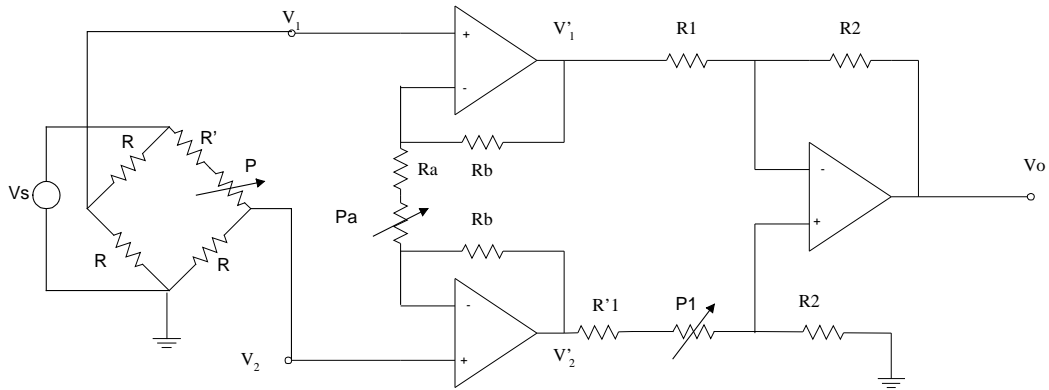 V1
V'1
R1
R2
+
-
R
R'
P
Ra
Rb
Vs
-
Vo
Pa
Rb
+
R
R
-
R'1
P1
R2
V2
+
V'2